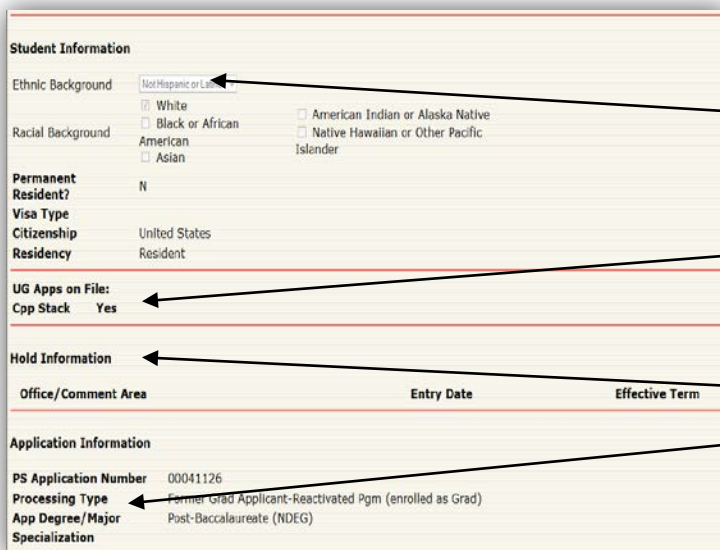 Student Information
Ethnic Background Not Hispanic or
Racial Background
White
Black or African
American
Asian
American Indian or Alaska Native
Native Hawaiian or Other Pacific
Islander
Permanent
Resident? N
Visa Type
Citizenship United States
Residency Resident
UG Apps on File:
Cpp Stack Yes
Hold Information
Office/Comment Area Entry Date Effective Term
Application Information
PS Application Number 00041126
Processing Type Former Grad Applicant-Reactivated Pgm (enrolled as Grad)
App Degree/Major Post-Baccalaureate (NDEG)
Specialization